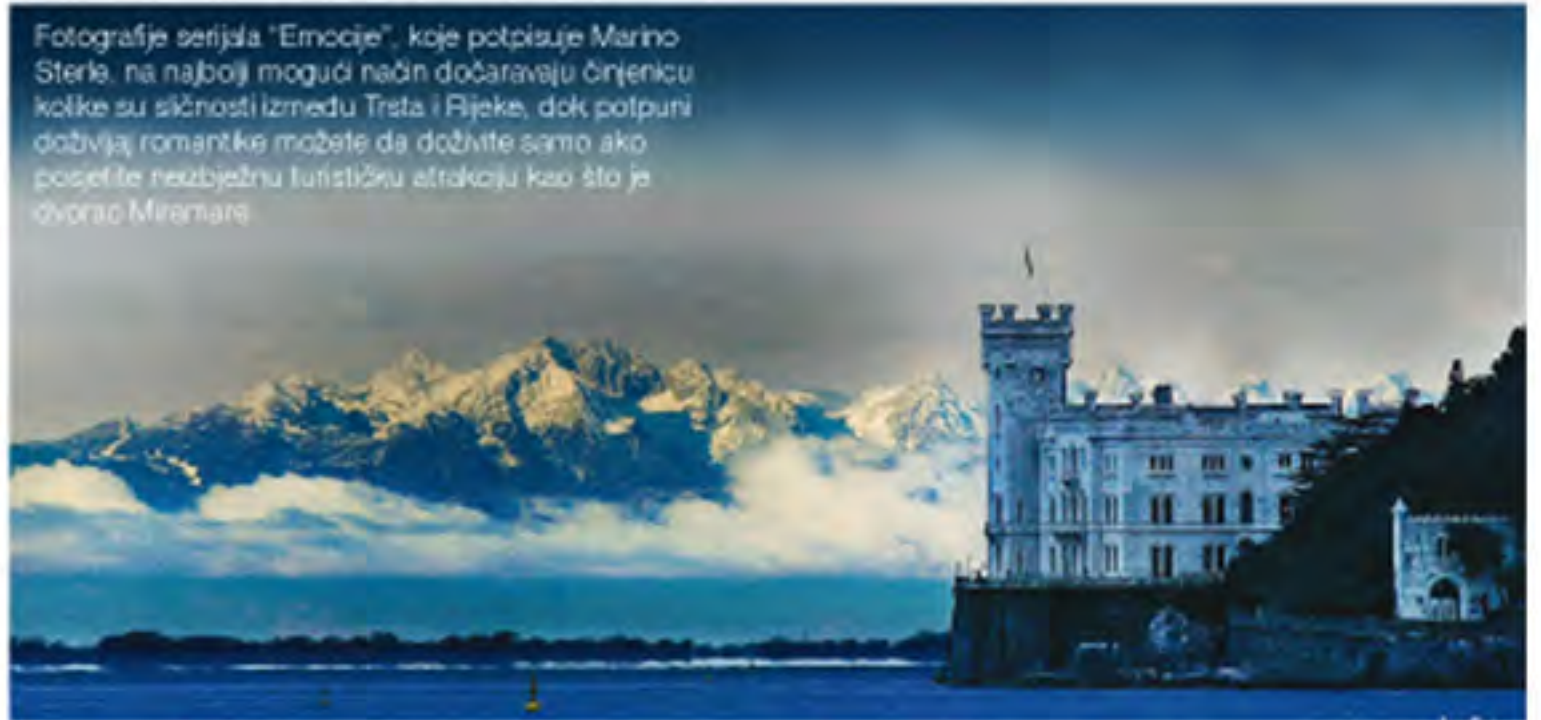 Fotografije serijala "Emocije", koje potpisuje Marino
Sterle, na najbolji mogući način dočaravaju činjenicu
kolike su sličnosti između Trsta i Rijeke, dok potpuni
doživljaj romantike možete da doživite samo ako
posjetite neizbježnu turističku atrakciju kao što je
dvorac Miramare